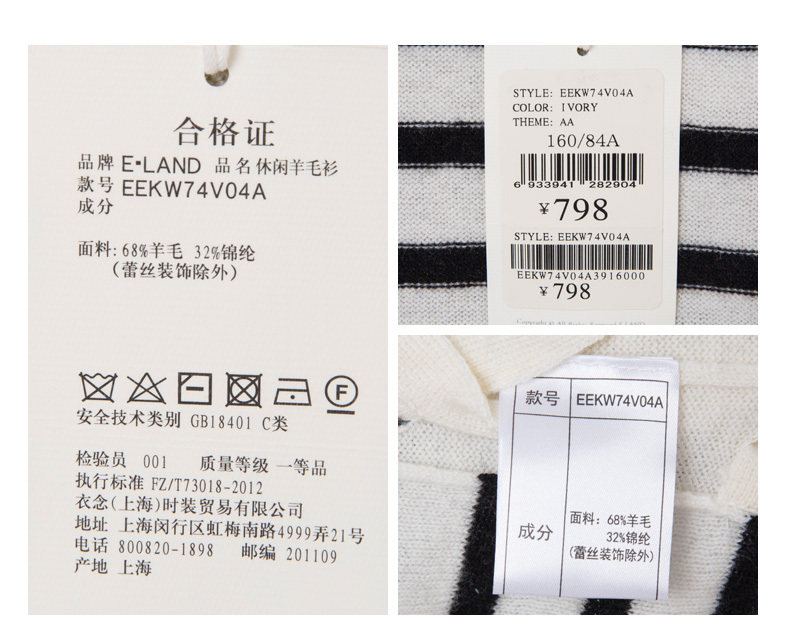 合格证
品牌 E·LAND 品名 休闲羊毛衫
款号 EEKW74V04A
成分
面料: 68%羊毛 32%锦纶
(蕾丝装饰除外)
F
安全技术类别 GB18401 C类
检验员 001 质量等级 一等品
执行标准 FZ/T73018-2012
衣念(上海)时装贸易有限公司
地址 上海闵行区虹梅南路4999弄21号
电话 800820-1898 邮编 201109
产地 上海
STYLE: EEKW74V04A
COLOR: IVORY
THEME: AA
160/84A
6 933941 282904
¥798
STYLE: EEKW74V04A
EEKW74V04A3916000
¥798
款号 EEKW74V04A
成分
面料: 68%羊毛
32%锦纶
(蕾丝装饰除外)